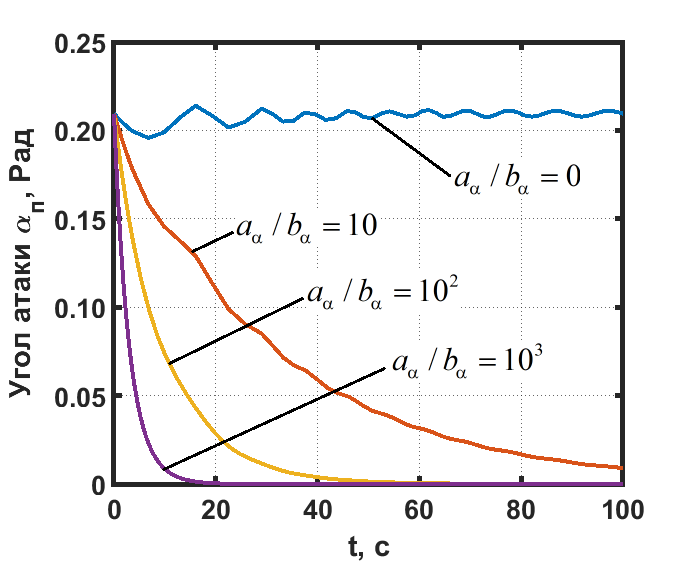 0.25
0.20
0.15
0.10
0.05
0
Угол атаки αп, Рад
aα / bα = 0
aα / bα = 10
aα / bα = 10²
aα / bα = 10³
0 20 40 60 80 100
t, с